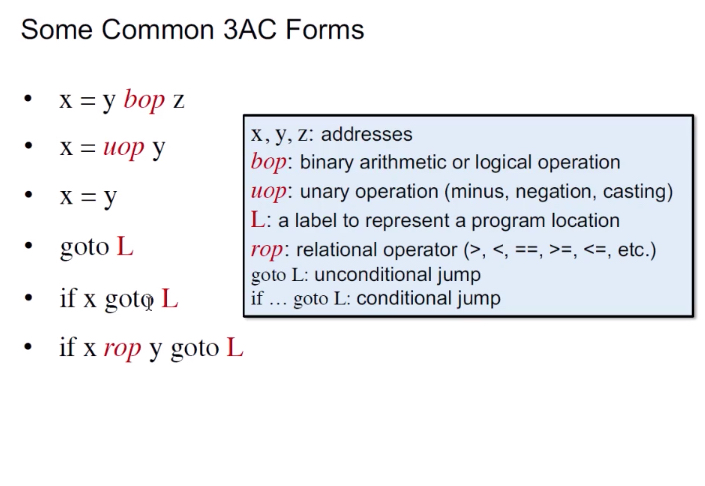 Some Common 3AC Forms
• x = y bop z
• x = uop y
• x = y
• goto L
• if x goto L
• if x rop y goto L
x, y, z: addresses
bop: binary arithmetic or logical operation
uop: unary operation (minus, negation, casting)
L: a label to represent a program location
rop: relational operator (>, <, ==, >=, <=, etc.)
goto L: unconditional jump
if … goto L: conditional jump